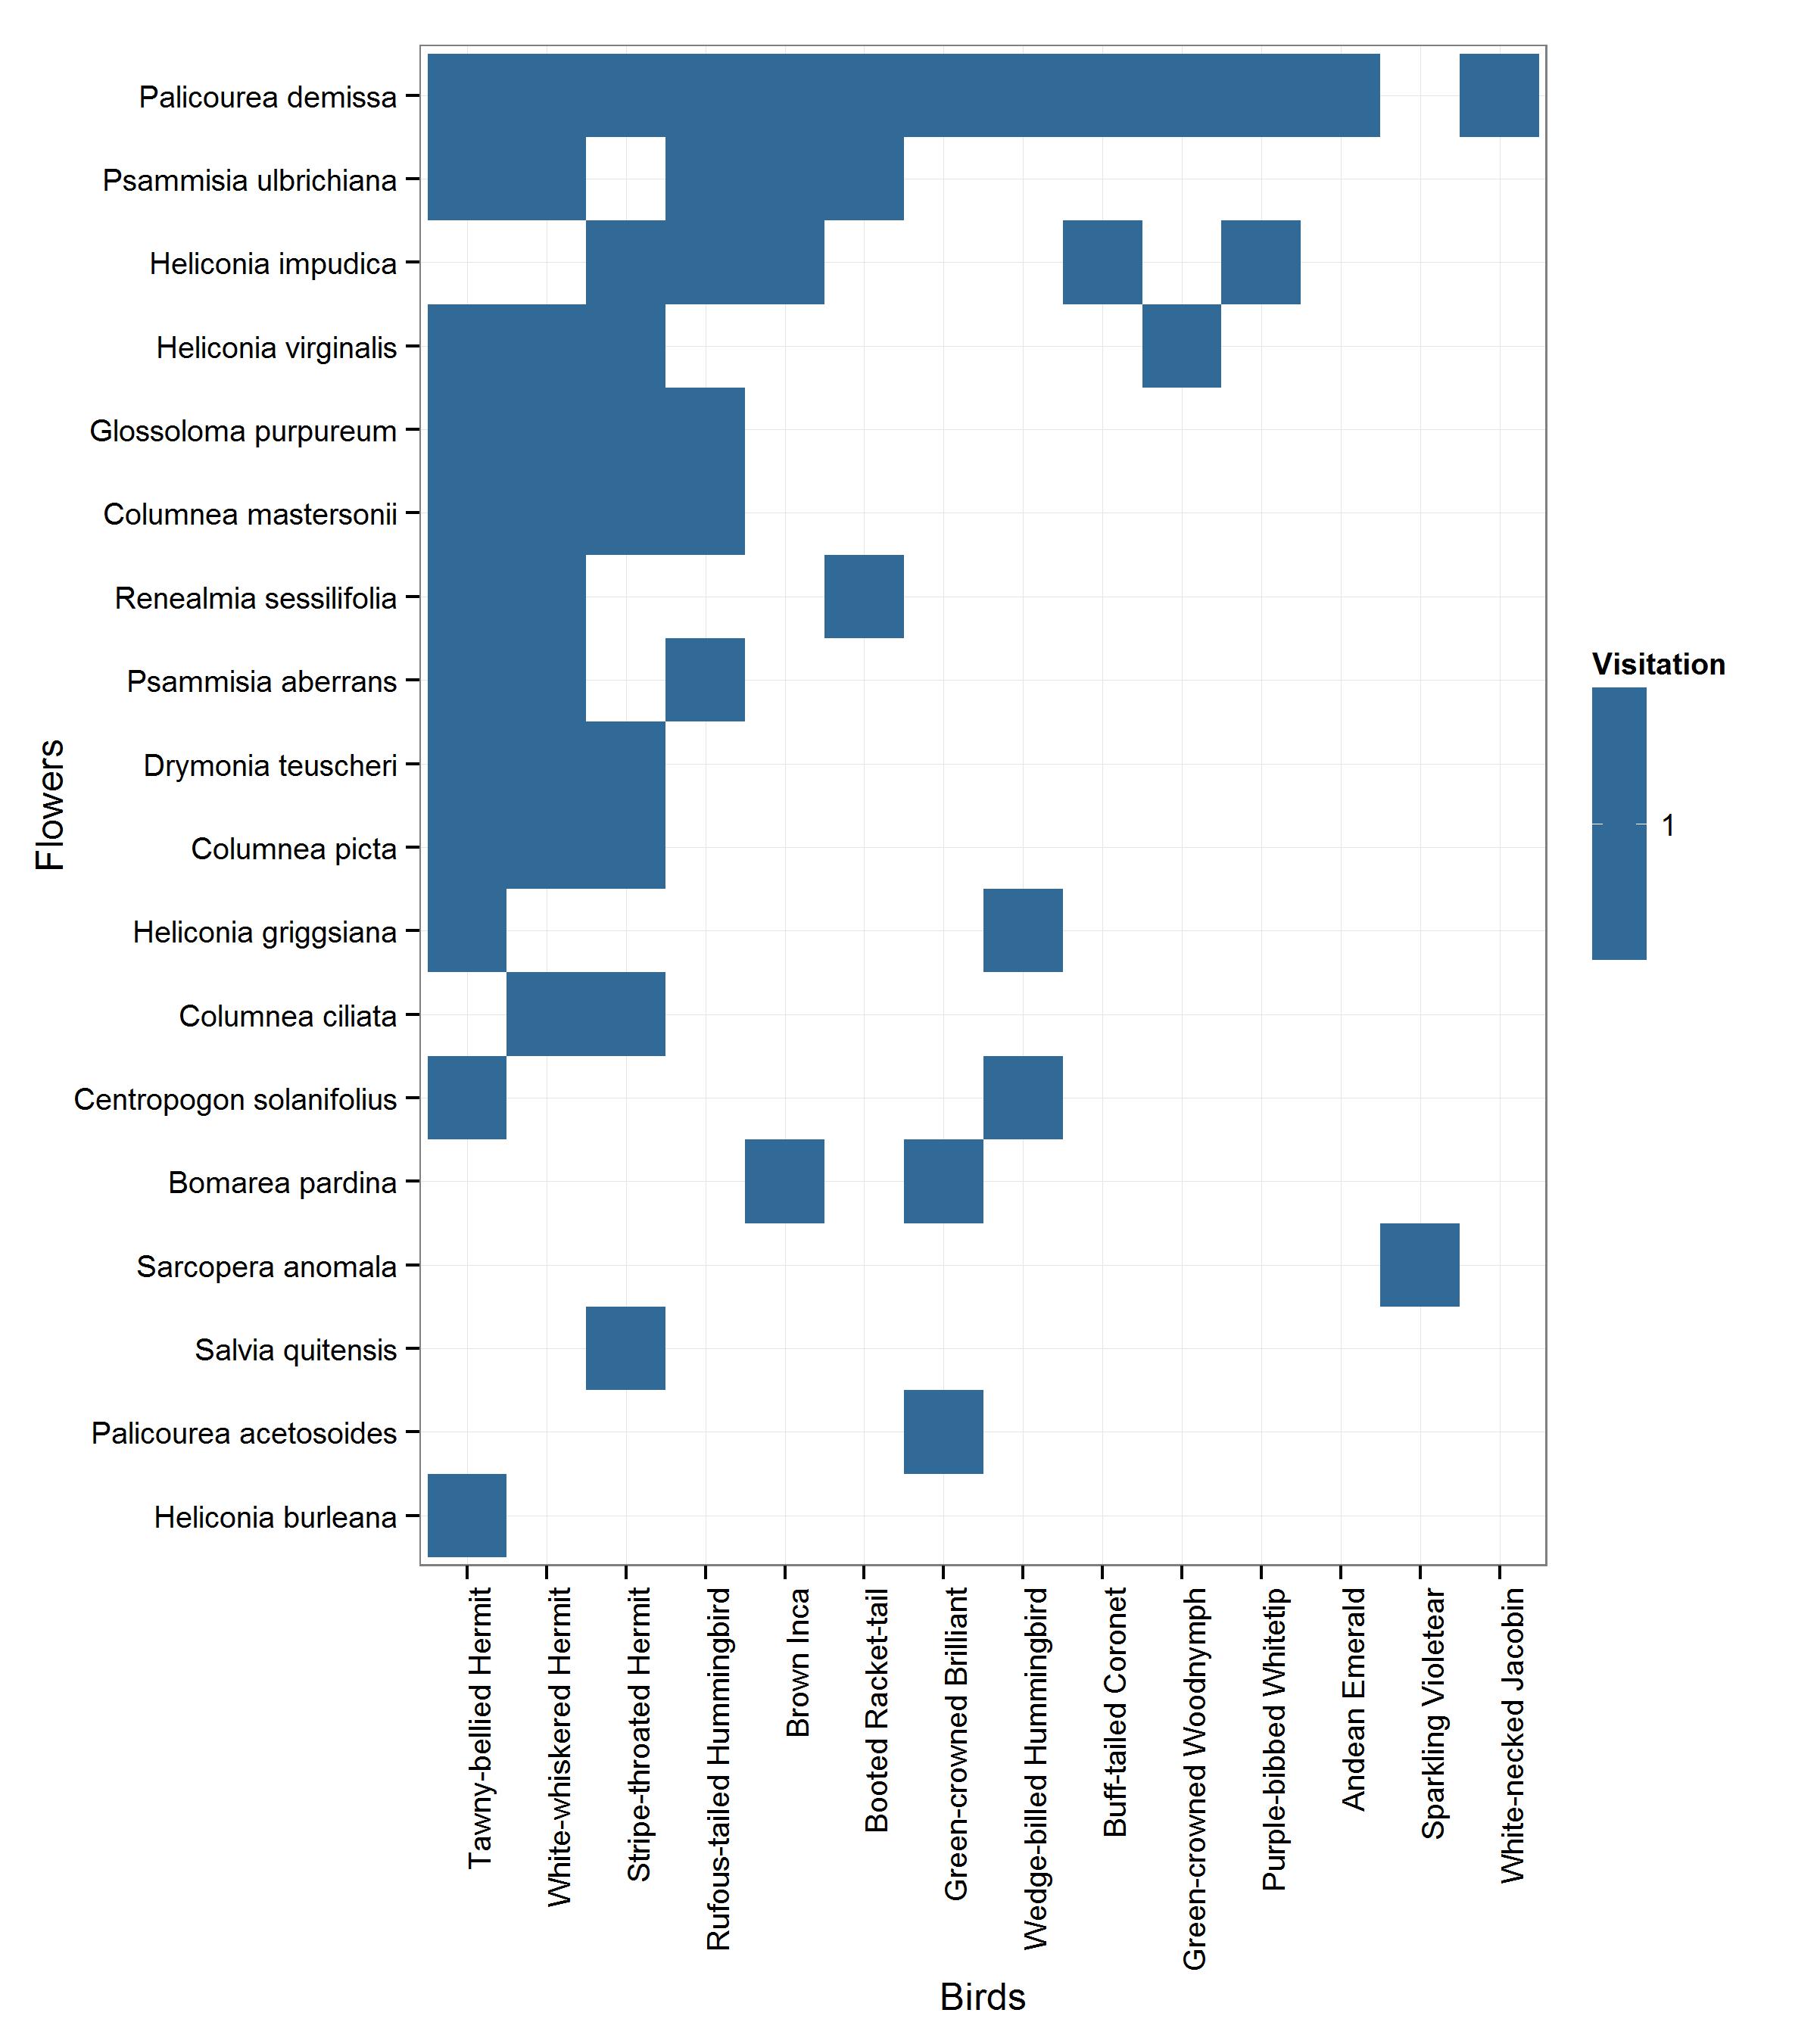 Flowers
Palicourea demissa
Psammisia ulbrichiana
Heliconia impudica
Heliconia virginalis
Glossoloma purpureum
Columnea mastersonii
Renealmia sessilifolia
Psammisia aberrans
Drymonia teuscheri
Columnea picta
Heliconia griggsiana
Columnea ciliata
Centropogon solanifolius
Bomarea pardina
Sarcopera anomala
Salvia quitensis
Palicourea acetosoides
Heliconia burleana
Tawny-bellied Hermit
White-whiskered Hermit
Stripe-throated Hermit
Rufous-tailed Hummingbird
Brown Inca
Booted Racket-tail
Green-crowned Brilliant
Wedge-billed Hummingbird
Buff-tailed Coronet
Green-crowned Woodnymph
Purple-bibbed Whitetip
Andean Emerald
Sparkling Violetear
White-necked Jacobin
Birds
Visitation
1